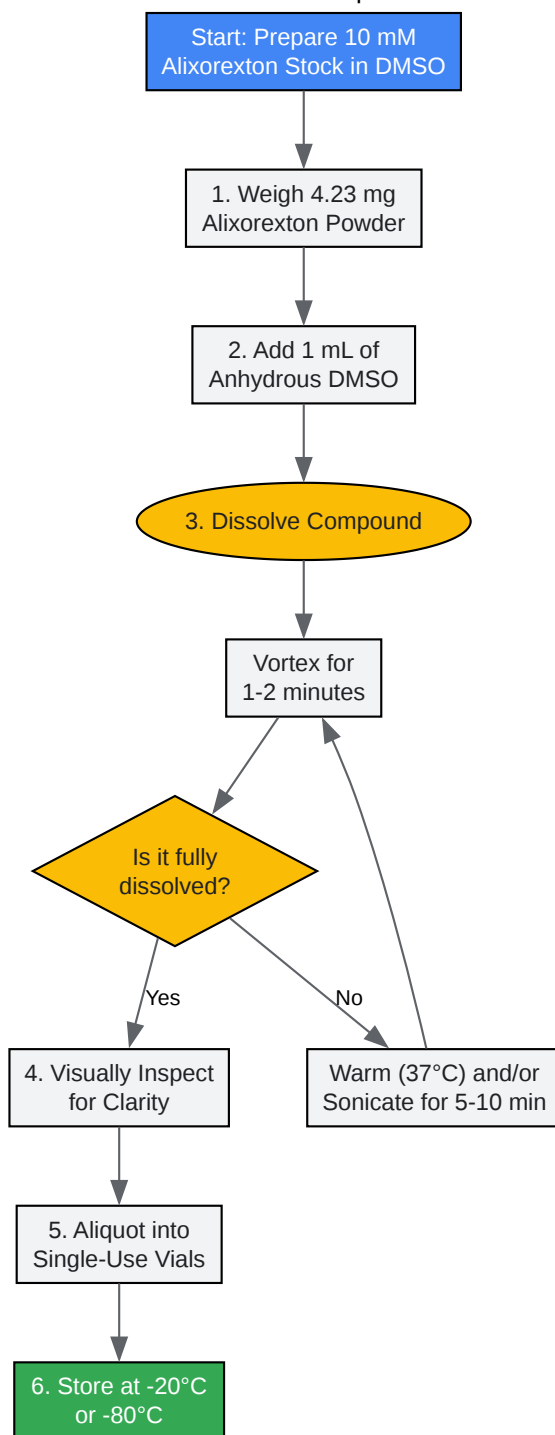 Start: Prepare 10 mM
Alixorexton Stock in DMSO
1. Weigh 4.23 mg
Alixorexton Powder
2. Add 1 mL of
Anhydrous DMSO
3. Dissolve Compound
Vortex for
1-2 minutes
Is it fully
dissolved?
Yes
No
4. Visually Inspect
for Clarity
Warm (37°C) and/or
Sonicate for 5-10 min
5. Aliquot into
Single-Use Vials
6. Store at -20°C
or -80°C